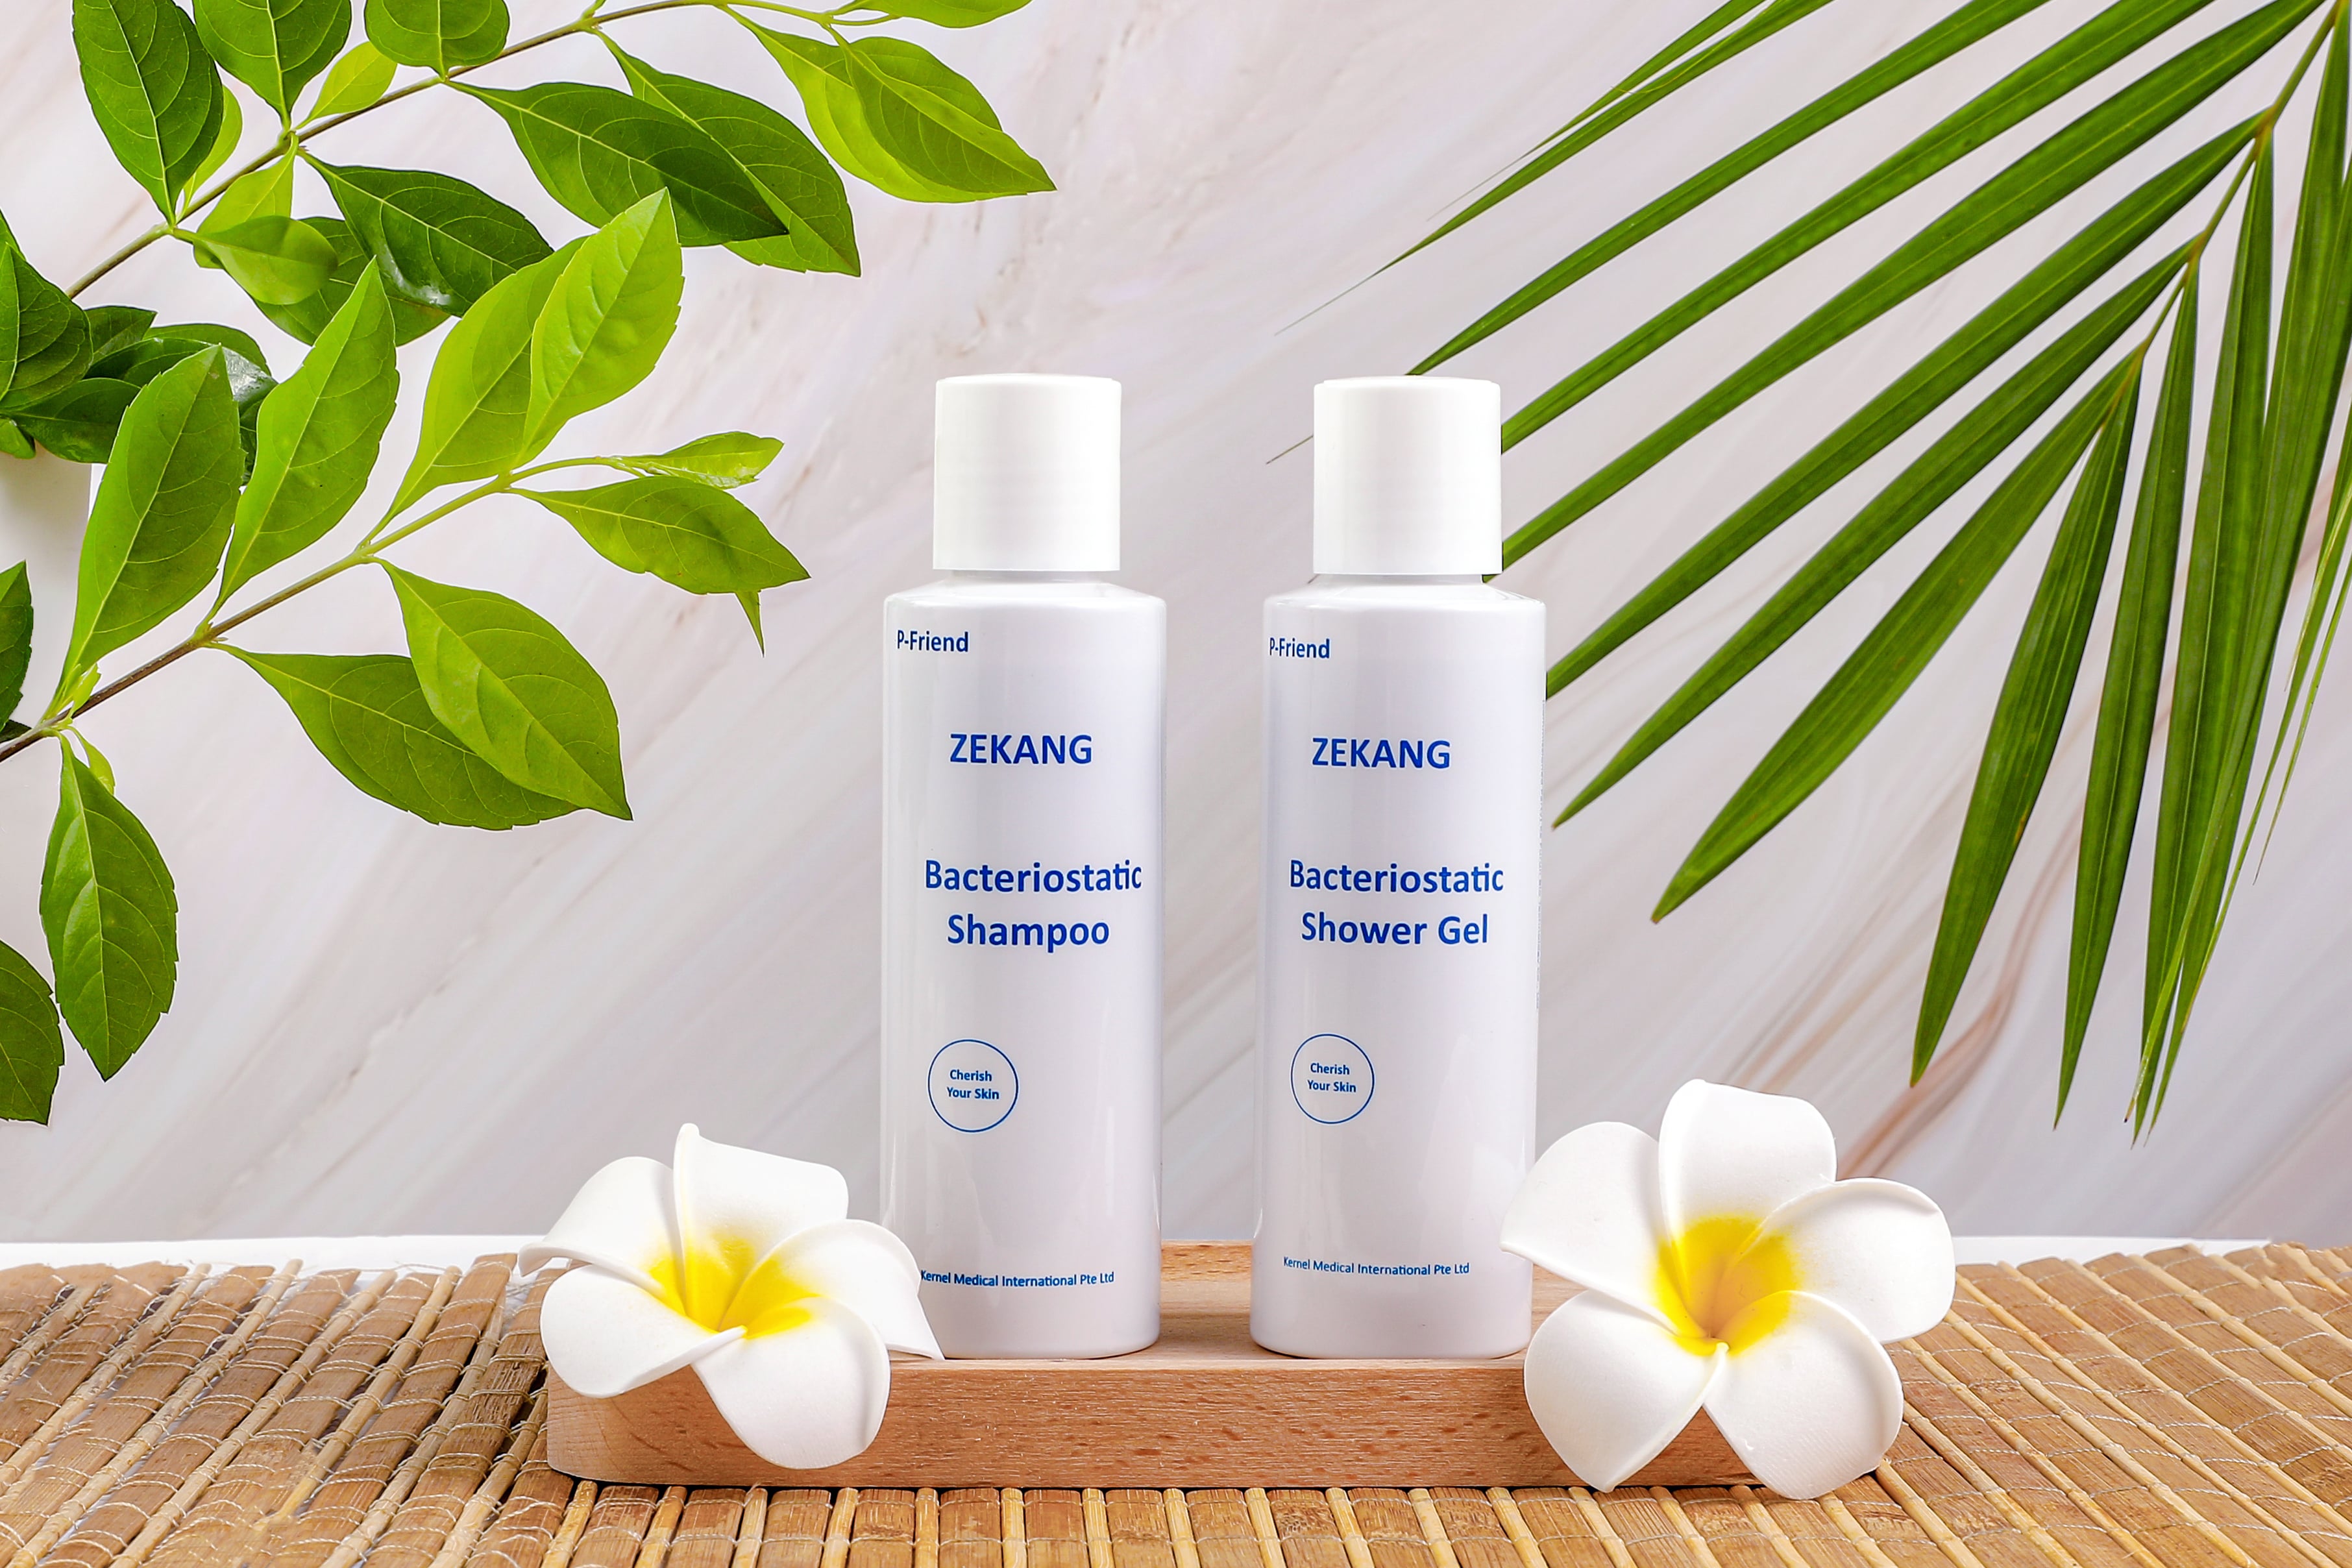 P-Friend
ZEKANG
Bacteriostatic
Shampoo
Cherish
Your Skin
Kernel Medical International Pte Ltd
P-Friend
ZEKANG
Bacteriostatic
Shower Gel
Cherish
Your Skin
Kernel Medical International Pte Ltd